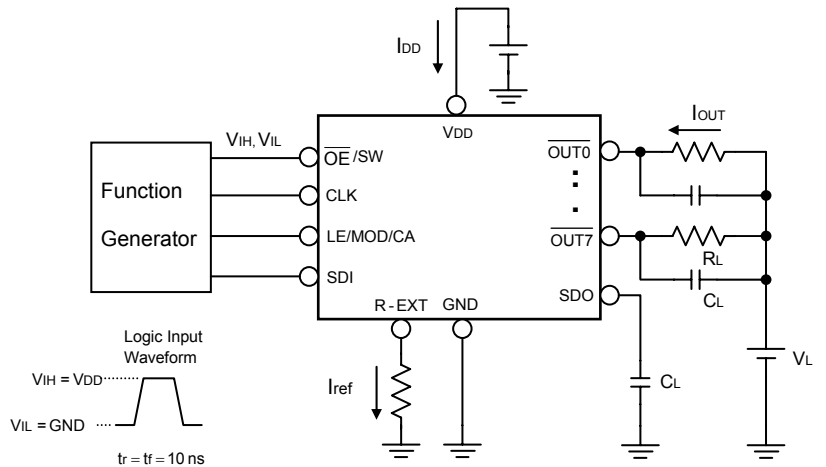 IDD
VDD
IOUT
VIH, VIL
OE/SW
OUT0
Function
Generator
CLK
LE/MOD/CA
OUT7
RL
SDI
SDO
CL
R-EXT
GND
Logic Input
Waveform
VIH = VDD
Iref
CL
VL
VIL = GND
tr = tf = 10 ns